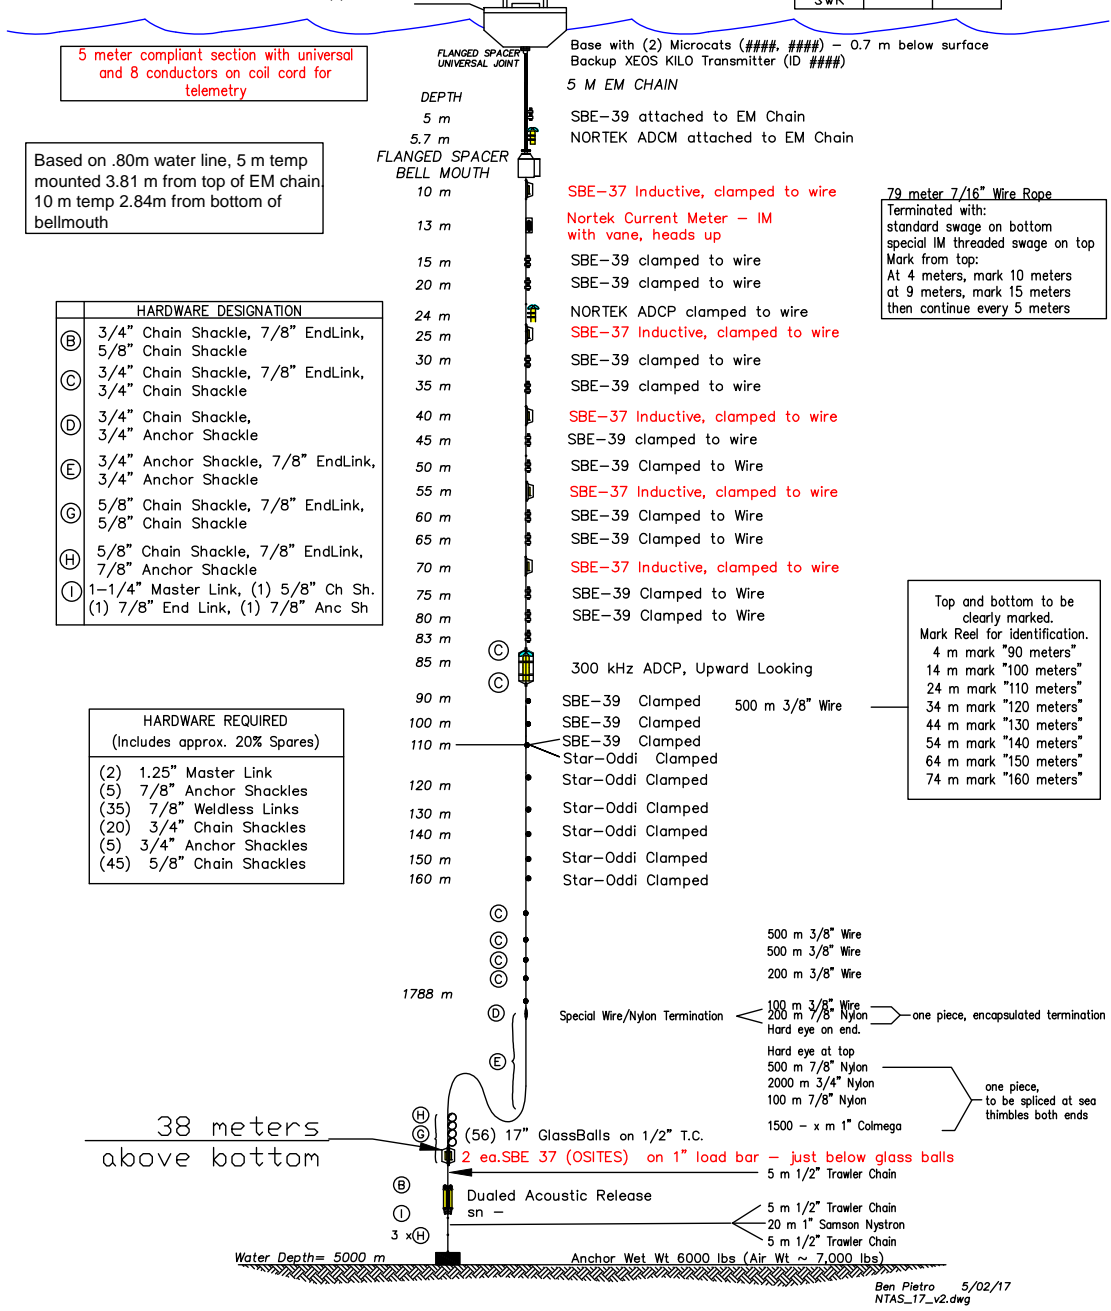 SWR
5 meter compliant section with universal
and 8 conductors on coil cord for
telemetry
FLANGED SPACER
UNIVERSAL JOINT
Base with (2) Microcats (####, ####) – 0.7 m below surface
Backup XEOS KILO Transmitter (ID ####)
5 M EM CHAIN
DEPTH
5 m
SBE–39 attached to EM Chain
5.7 m
NORTEK ADCM attached to EM Chain
FLANGED SPACER
BELL MOUTH
Based on .80m water line, 5 m temp
mounted 3.81 m from top of EM chain.
10 m temp 2.84m from bottom of
bellmouth
10 m
SBE–37 Inductive, clamped to wire
13 m
Nortek Current Meter – IM
with vane, heads up
15 m
SBE–39 clamped to wire
20 m
SBE–39 clamped to wire
24 m
NORTEK ADCP clamped to wire
25 m
SBE–37 Inductive, clamped to wire
30 m
SBE–39 clamped to wire
35 m
SBE–39 clamped to wire
40 m
SBE–37 Inductive, clamped to wire
45 m
SBE–39 clamped to wire
50 m
SBE–39 Clamped to Wire
55 m
SBE–37 Inductive, clamped to wire
60 m
SBE–39 Clamped to Wire
65 m
SBE–39 Clamped to Wire
70 m
SBE–37 Inductive, clamped to wire
75 m
SBE–39 Clamped to Wire
80 m
SBE–39 Clamped to Wire
83 m
C
85 m
300 kHz ADCP, Upward Looking
C
90 m
SBE–39 Clamped
500 m 3/8" Wire
100 m
SBE–39 Clamped
110 m
SBE–39 Clamped
Star–Oddi Clamped
120 m
Star–Oddi Clamped
130 m
Star–Oddi Clamped
140 m
Star–Oddi Clamped
150 m
Star–Oddi Clamped
160 m
Star–Oddi Clamped
79 meter 7/16" Wire Rope
Terminated with:
standard swage on bottom
special IM threaded swage on top
Mark from top:
At 4 meters, mark 10 meters
at 9 meters, mark 15 meters
then continue every 5 meters
HARDWARE DESIGNATION
B 3/4" Chain Shackle, 7/8" EndLink,
5/8" Chain Shackle
C 3/4" Chain Shackle, 7/8" EndLink,
3/4" Chain Shackle
D 3/4" Chain Shackle,
3/4" Anchor Shackle
E 3/4" Anchor Shackle, 7/8" EndLink,
3/4" Anchor Shackle
G 5/8" Chain Shackle, 7/8" EndLink,
5/8" Chain Shackle
H 5/8" Chain Shackle, 7/8" EndLink,
7/8" Anchor Shackle
I 1–1/4" Master Link, (1) 5/8" Ch Sh.
(1) 7/8" End Link, (1) 7/8" Anc Sh
Top and bottom to be
clearly marked.
Mark Reel for identification.
4 m mark "90 meters"
14 m mark "100 meters"
24 m mark "110 meters"
34 m mark "120 meters"
44 m mark "130 meters"
54 m mark "140 meters"
64 m mark "150 meters"
74 m mark "160 meters"
HARDWARE REQUIRED
(Includes approx. 20% Spares)
(2) 1.25" Master Link
(5) 7/8" Anchor Shackles
(35) 7/8" Weldless Links
(20) 3/4" Chain Shackles
(5) 3/4" Anchor Shackles
(45) 5/8" Chain Shackles
C
C
C
C
500 m 3/8" Wire
500 m 3/8" Wire
200 m 3/8" Wire
1788 m
D
Special Wire/Nylon Termination
100 m 3/8" Wire
200 m 7/8" Nylon
Hard eye on end.
one piece, encapsulated termination
E
Hard eye at top
500 m 7/8" Nylon
2000 m 3/4" Nylon
100 m 7/8" Nylon
1500 – x m 1" Colmega
one piece,
to be spliced at sea
thimbles both ends
38 meters
above bottom
H
G
(56) 17" GlassBalls on 1/2" T.C.
2 ea.SBE 37 (OSITES) on 1" load bar – just below glass balls
5 m 1/2" Trawler Chain
B
Dualed Acoustic Release
sn –
I
3 x H
5 m 1/2" Trawler Chain
20 m 1" Samson Nystron
5 m 1/2" Trawler Chain
Water Depth= 5000 m
Anchor Wet Wt 6000 lbs (Air Wt ~ 7,000 lbs)
Ben Pietro 5/02/17
NTAS_17_v2.dwg